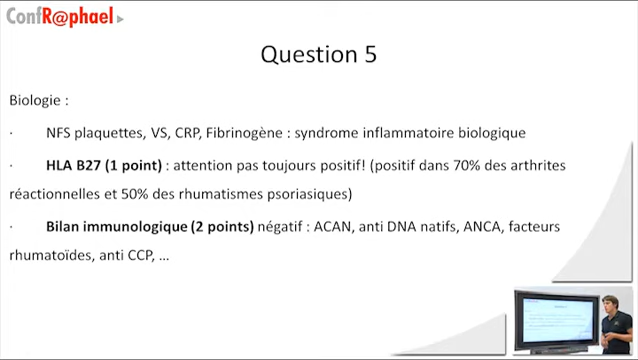 ConfR@phael
Question 5
Biologie :
· NFS plaquettes, VS, CRP, Fibrinogène : syndrome inflammatoire biologique
· HLA B27 (1 point) : attention pas toujours positif! (positif dans 70% des arthrites
réactionnelles et 50% des rhumatismes psoriasiques)
· Bilan immunologique (2 points) négatif : ACAN, anti DNA natifs, ANCA, facteurs
rhumatoïdes, anti CCP, ...